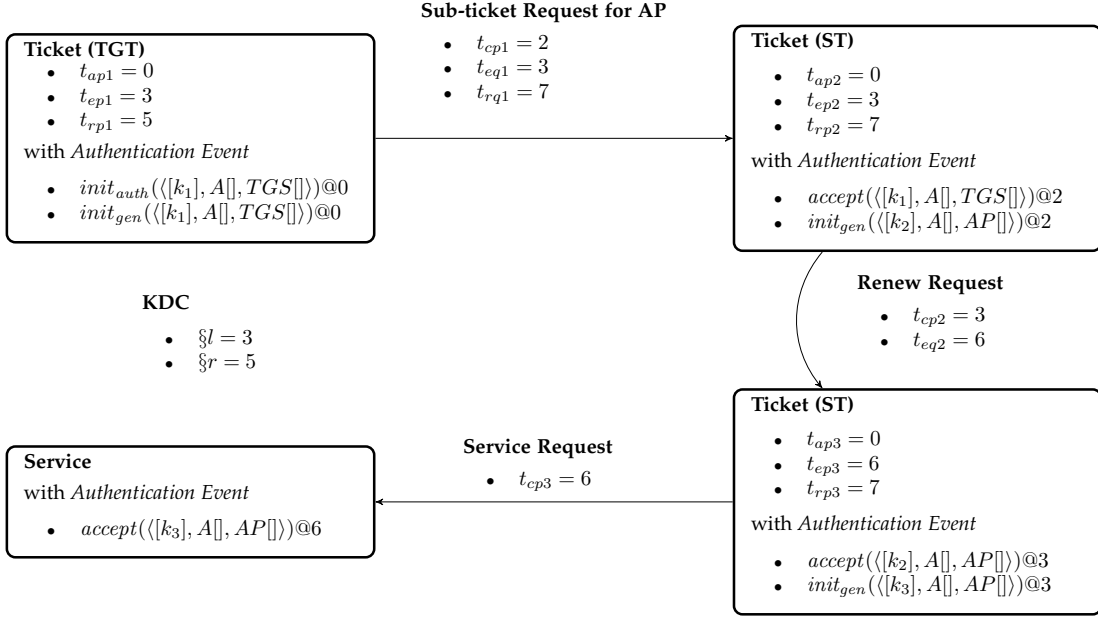 Sub-ticket Request for AP
• t_{cp1} = 2
• t_{eq1} = 3
• t_{rq1} = 7
Ticket (TGT)
• t_{ap1} = 0
• t_{ep1} = 3
• t_{rp1} = 5
with Authentication Event
• init_{auth}(⟨[k_1], A[], TGS[]⟩)@0
• init_{gen}(⟨[k_1], A[], TGS[]⟩)@0
Ticket (ST)
• t_{ap2} = 0
• t_{ep2} = 3
• t_{rp2} = 7
with Authentication Event
• accept(⟨[k_1], A[], TGS[]⟩)@2
• init_{gen}(⟨[k_2], A[], AP[]⟩)@2
KDC
• §l = 3
• §r = 5
Renew Request
• t_{cp2} = 3
• t_{eq2} = 6
Ticket (ST)
• t_{ap3} = 0
• t_{ep3} = 6
• t_{rp3} = 7
with Authentication Event
• accept(⟨[k_2], A[], AP[]⟩)@3
• init_{gen}(⟨[k_3], A[], AP[]⟩)@3
Service Request
• t_{cp3} = 6
Service
with Authentication Event
• accept(⟨[k_3], A[], AP[]⟩)@6